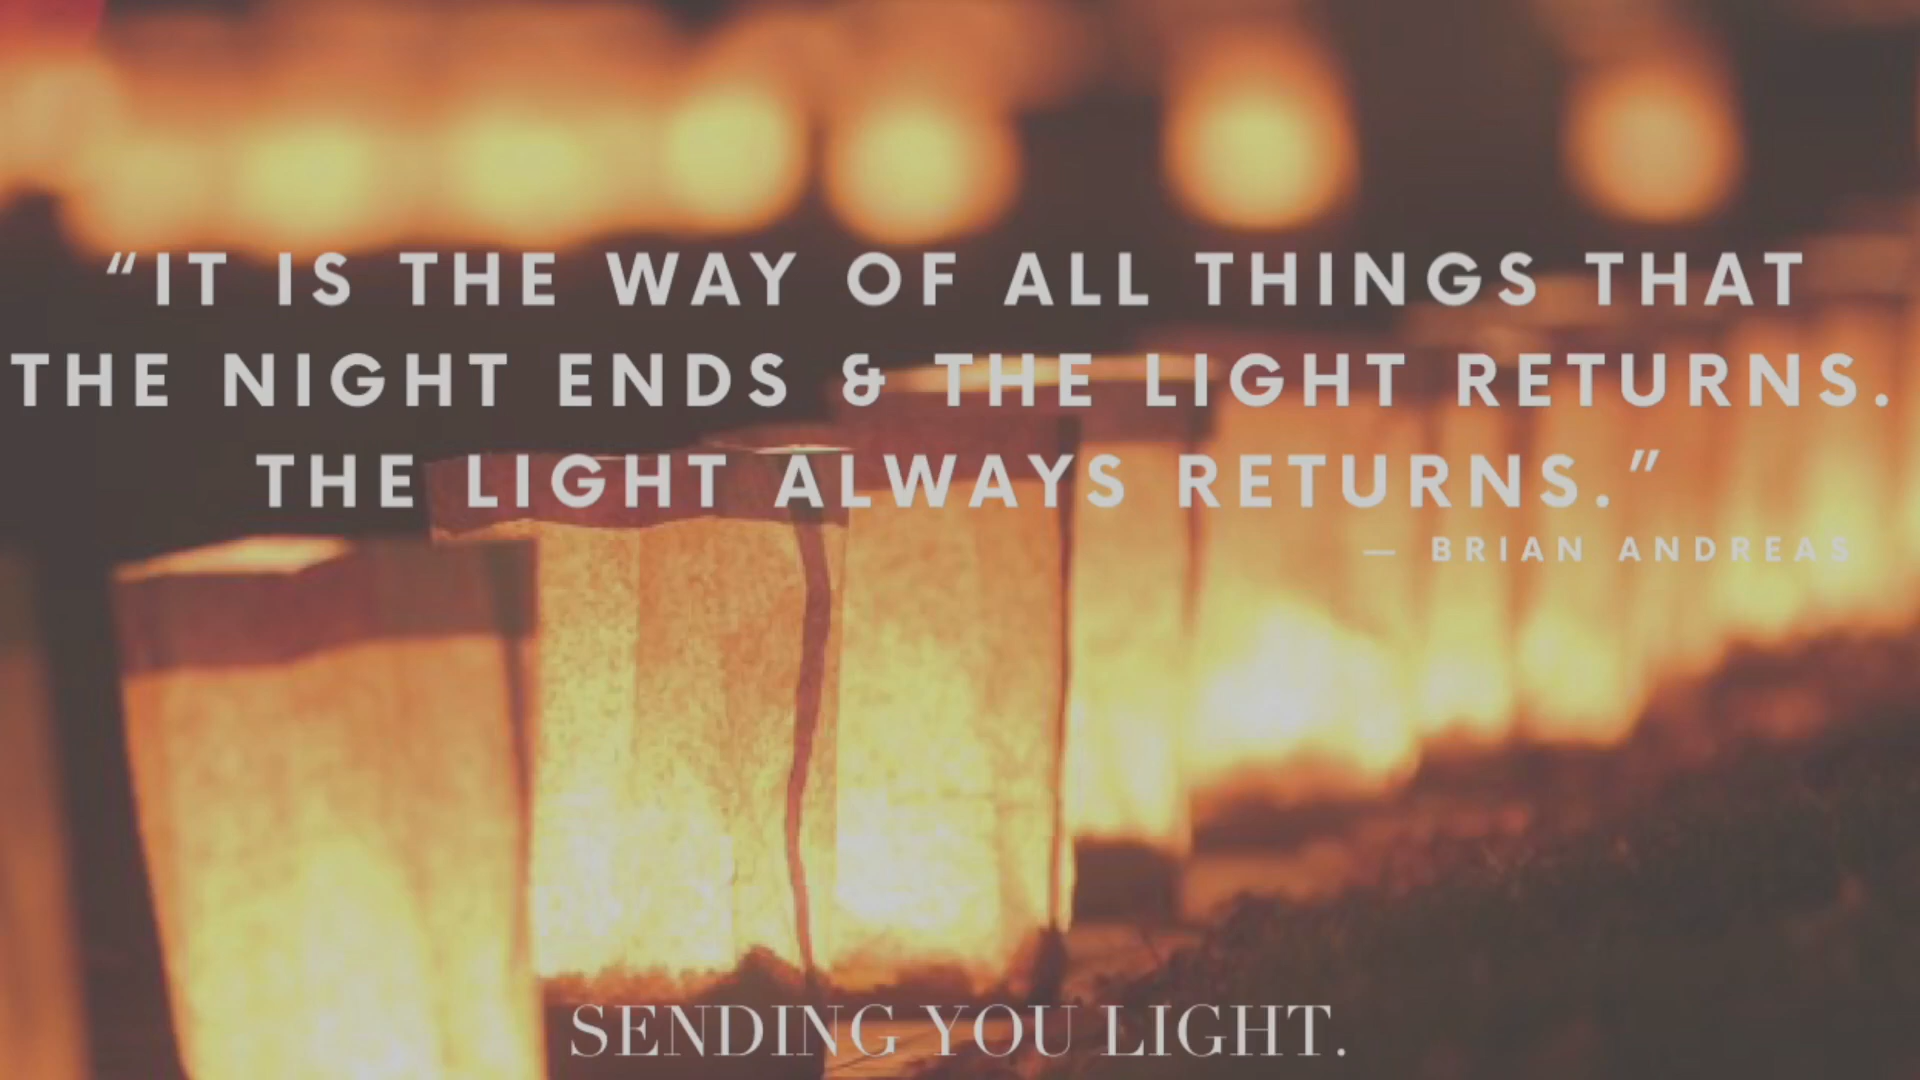 “IT IS THE WAY OF ALL THINGS THAT
THE NIGHT ENDS & THE LIGHT RETURNS.
THE LIGHT ALWAYS RETURNS.”
— BRIAN ANDREAS
SENDING YOU LIGHT.